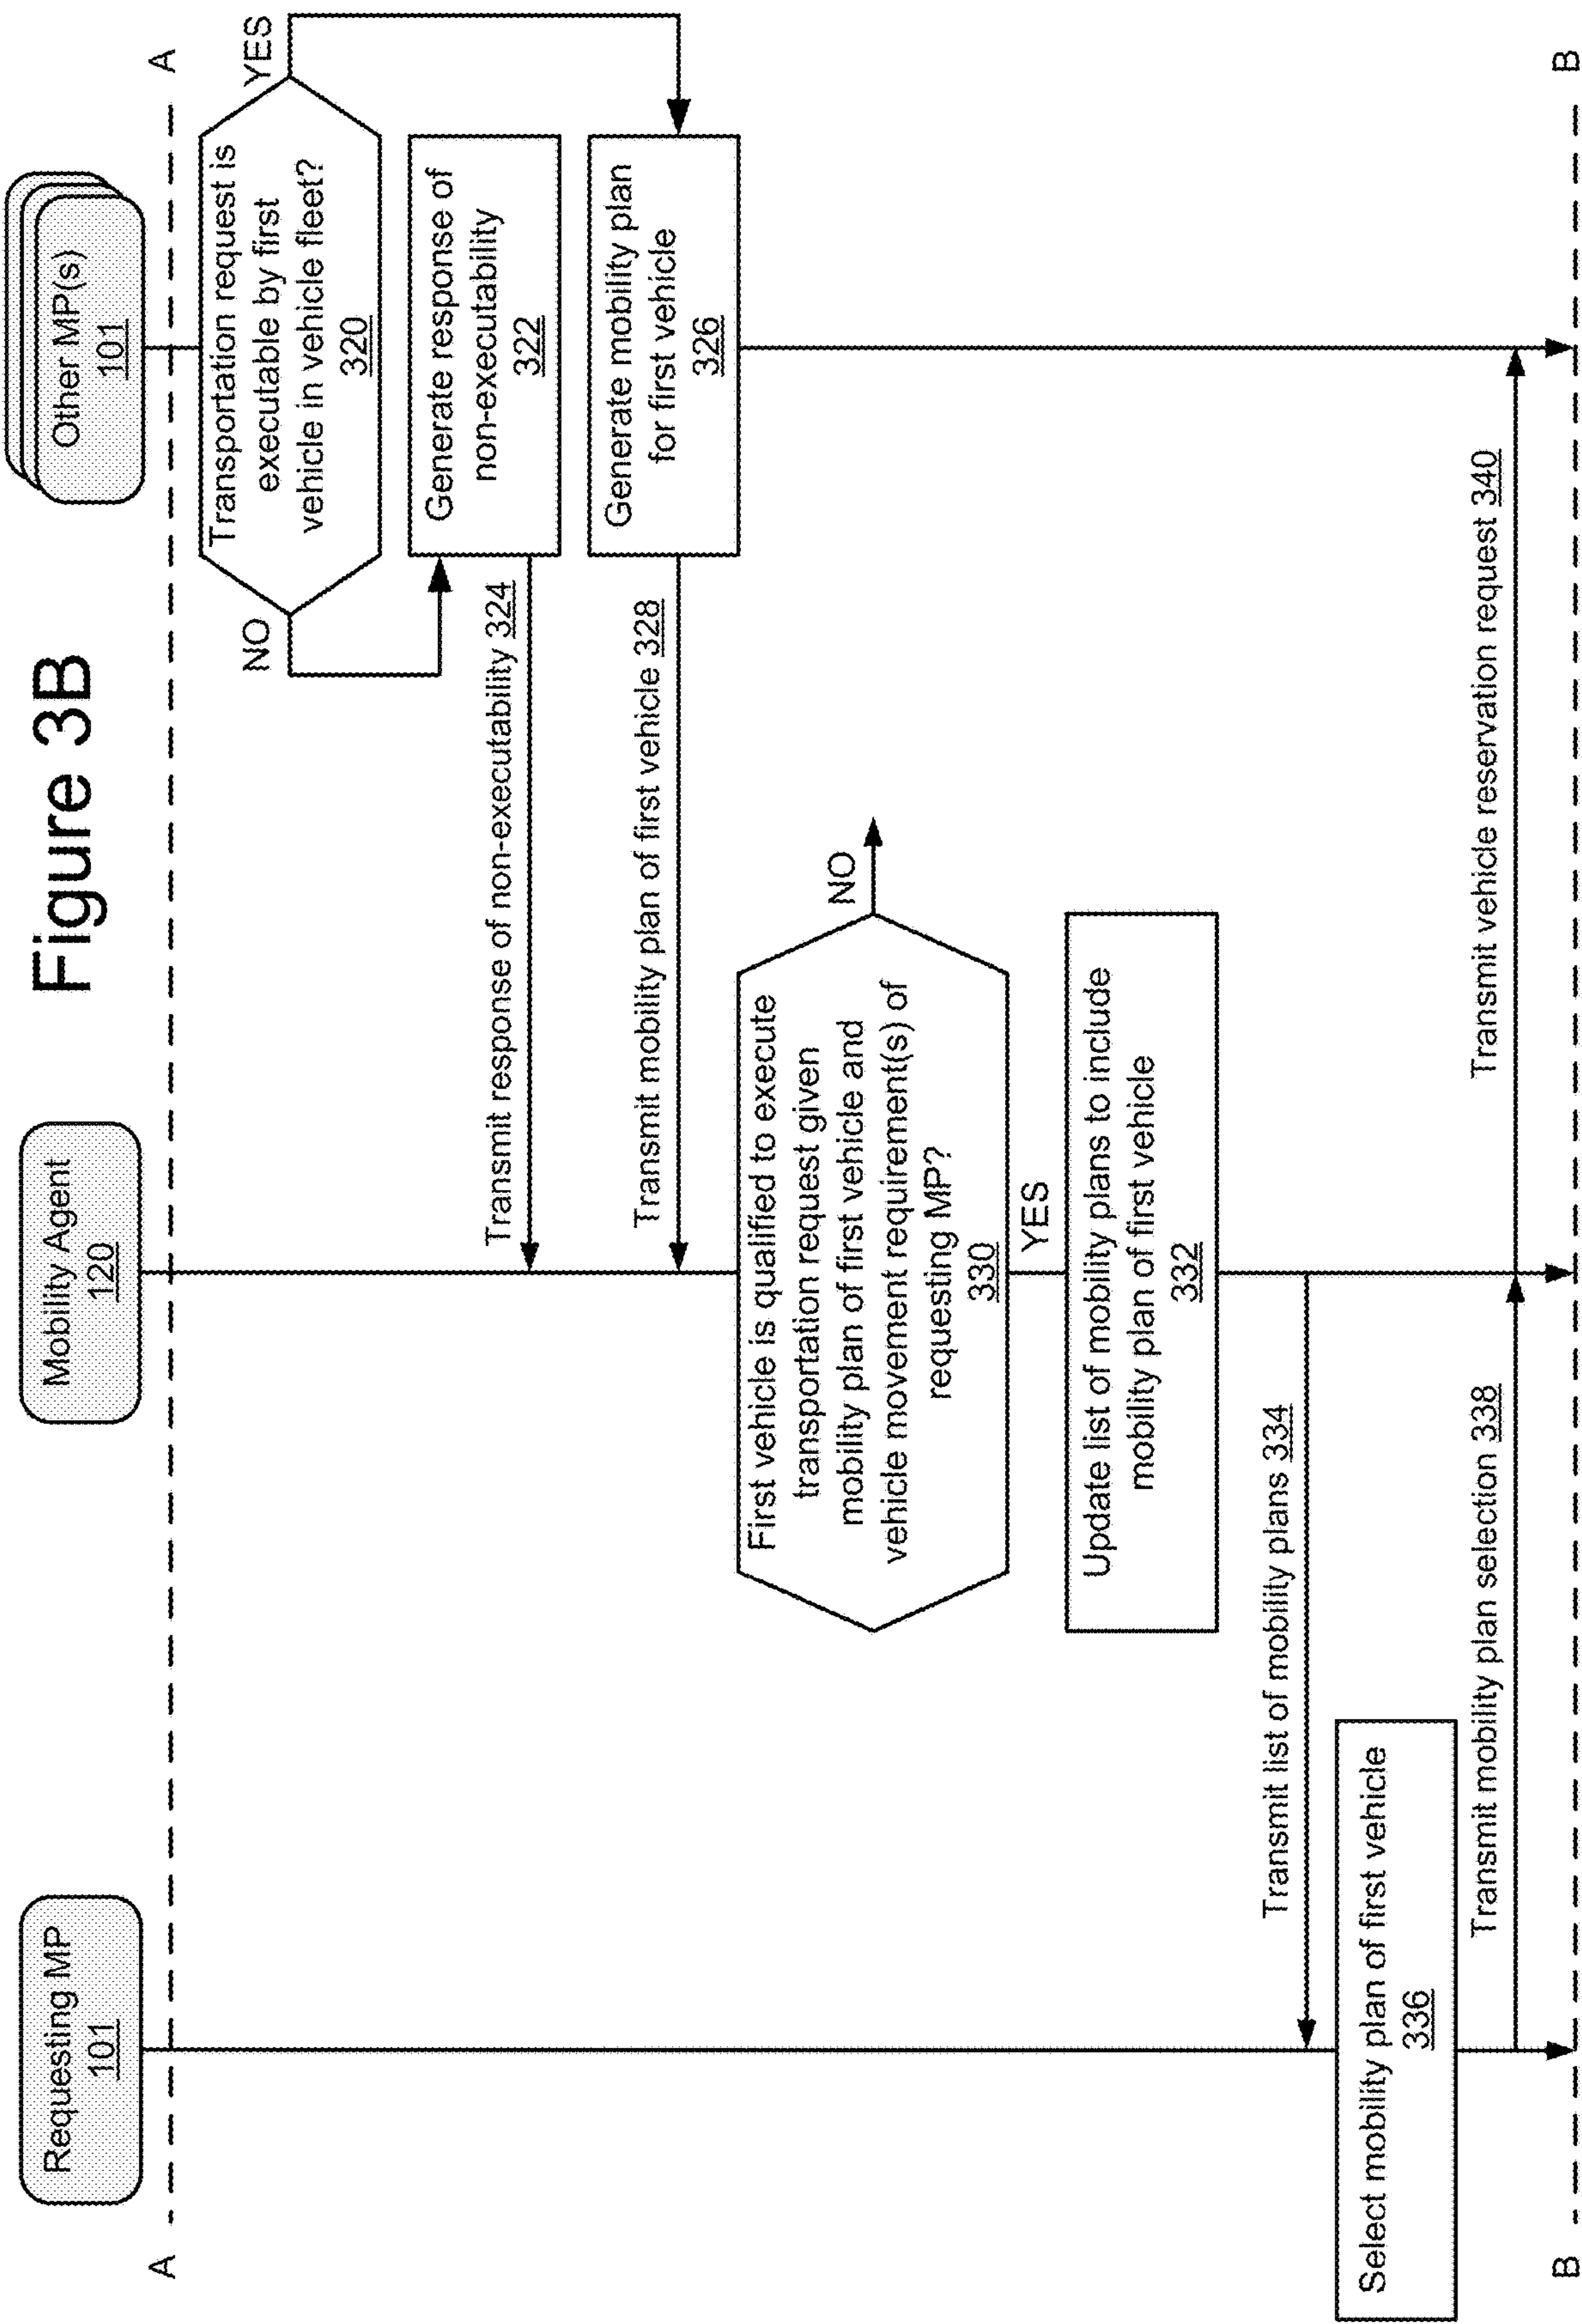 Figure 3B
Requesting MP
101
Mobility Agent
120
Other MP(s)
101
A
A
Transportation request is
executable by first
vehicle in vehicle fleet?
320
NO
YES
Generate response of
non-executability
322
Transmit response of non-executability 324
Generate mobility plan
for first vehicle
326
Transmit mobility plan of first vehicle 328
First vehicle is qualified to execute
transportation request given
mobility plan of first vehicle and
vehicle movement requirement(s) of
requesting MP?
330
NO
YES
Update list of mobility plans to include
mobility plan of first vehicle
332
Transmit list of mobility plans 334
Select mobility plan of first vehicle
336
Transmit mobility plan selection 338
Transmit vehicle reservation request 340
B
B